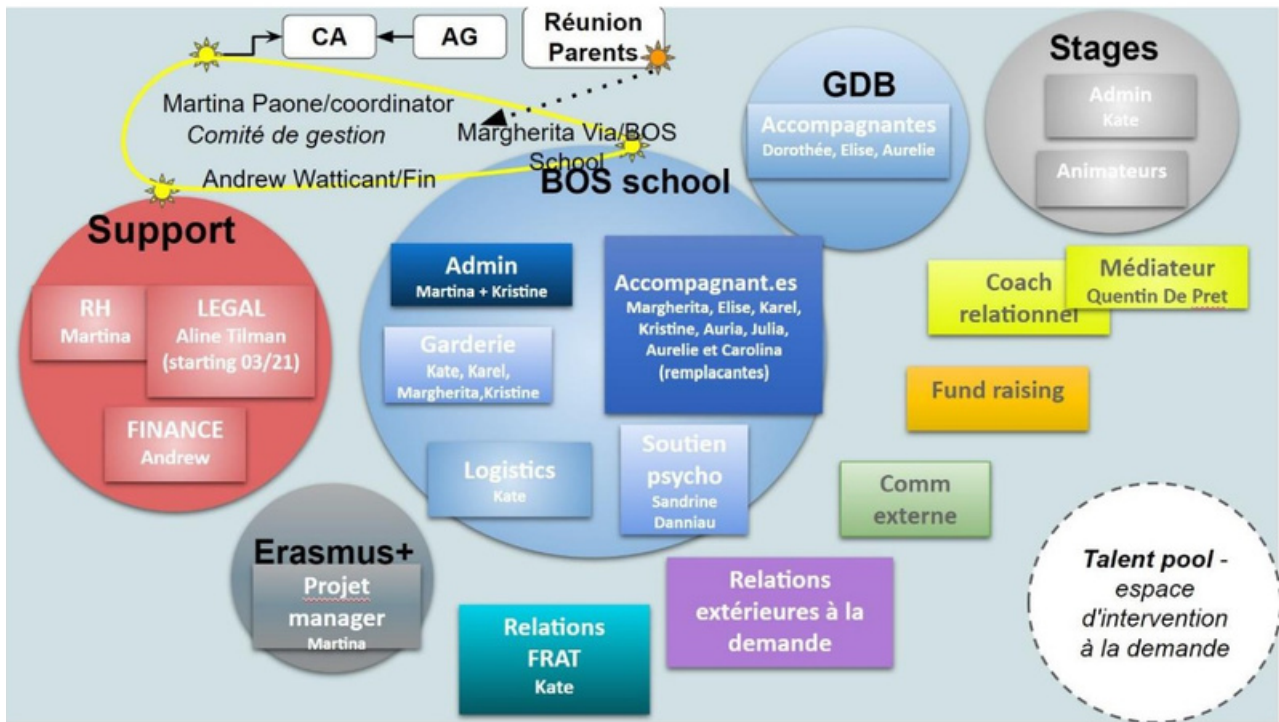 CA
AG
Réunion
Parents
Martina Paone/coordinator
Comité de gestion
Margherita Via/BOS
School
Andrew Watticant/Fin
GDB
Accompagnantes
Dorothée, Elise, Aurelie
Stages
Admin
Kate
Animateurs
Support
RH
Martina
LEGAL
Aline Tilman
(starting 03/21)
FINANCE
Andrew
BOS school
Admin
Martina + Kristine
Garderie
Kate, Karel,
Margherita,Kristine
Accompagnant.es
Margherita, Elise, Karel,
Kristine, Auria, Julia,
Aurelie et Carolina
(remplacantes)
Logistics
Kate
Soutien
psycho
Sandrine
Danniau
Coach
relationnel
Médiateur
Quentin De Pret
Fund raising
Comm
externe
Erasmus+
Projet
manager
Martina
Relations
FRAT
Kate
Relations
extérieures à la
demande
Talent pool -
espace
d'intervention
à la demande